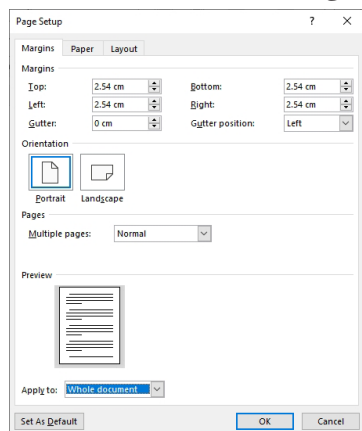 Page Setup ? ×
Margins Paper Layout
Margins
Top: 2.54 cm Bottom: 2.54 cm
Left: 2.54 cm Right: 2.54 cm
Gutter: 0 cm Gutter position: Left
Orientation
Portrait Landscape
Pages
Multiple pages: Normal
Preview
Apply to: Whole document
Set As Default OK Cancel